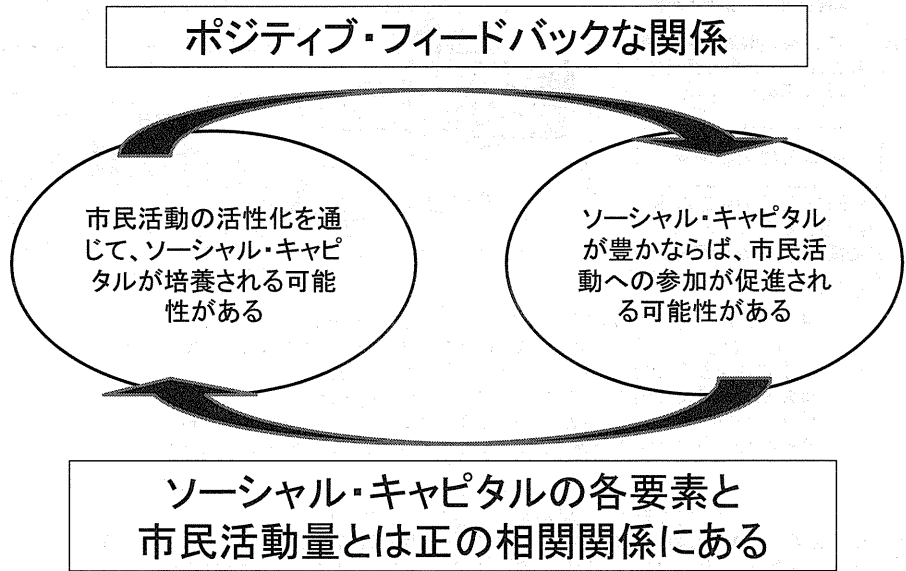 ポジティブ・フィードバックな関係
市民活動の活性化を通
じて、ソーシャル・キャピ
タルが培養される可能
性がある
ソーシャル・キャピタル
が豊かならば、市民活
動への参加が促進され
る可能性がある
ソーシャル・キャピタルの各要素と
市民活動量とは正の相関関係にある